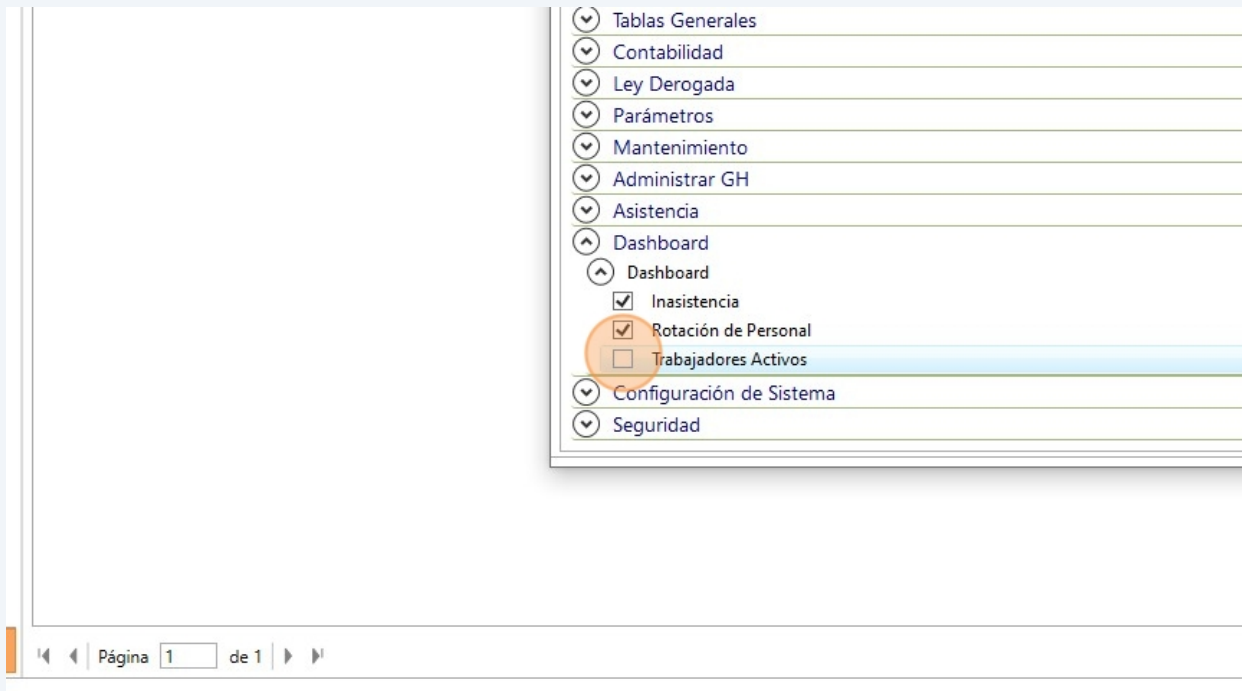 Tablas Generales
Contabilidad
Ley Derogada
Parámetros
Mantenimiento
Administrar GH
Asistencia
Dashboard
Dashboard
Inasistencia
Rotación de Personal
Trabajadores Activos
Configuración de Sistema
Seguridad
Página 1 de 1